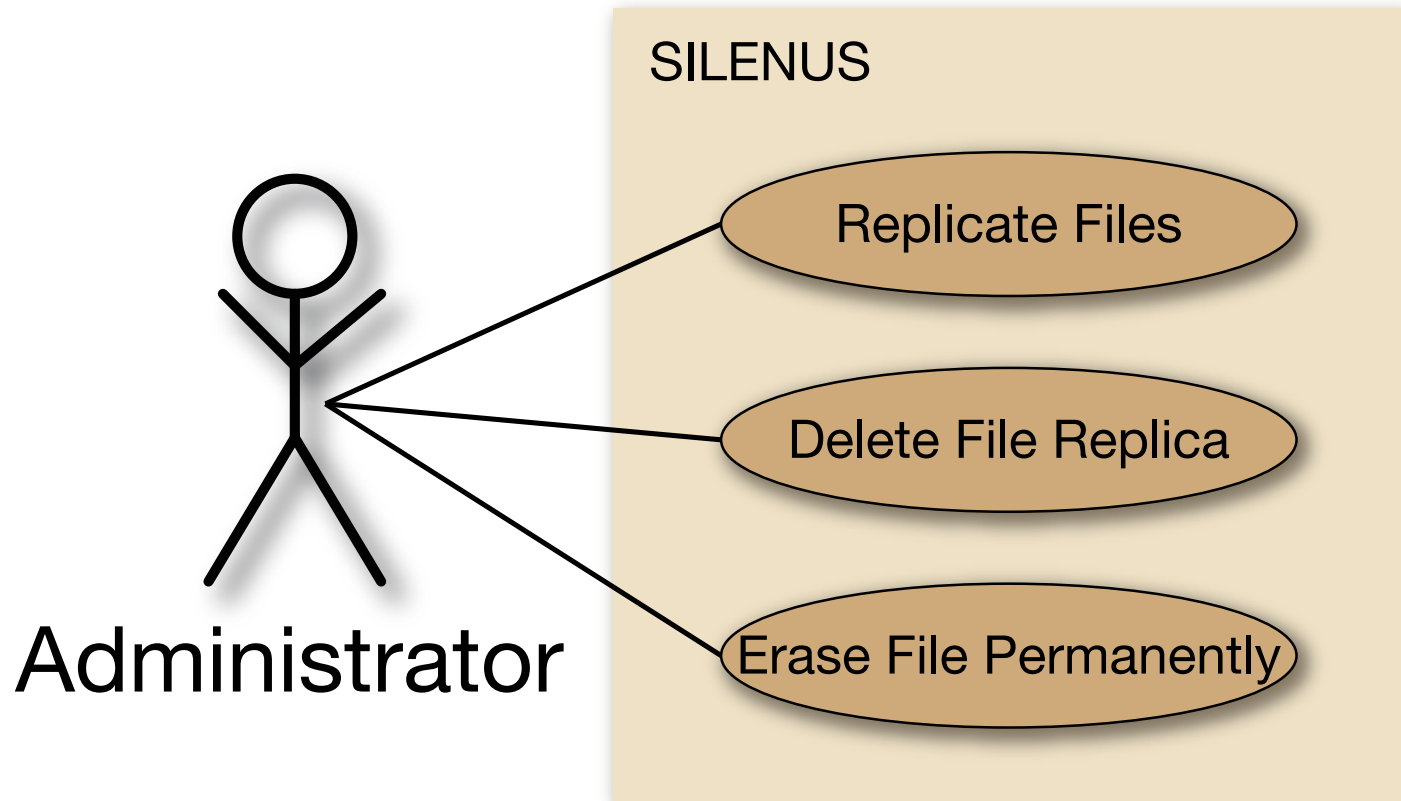 SILENUS
Replicate Files
Delete File Replica
Erase File Permanently
Administrator